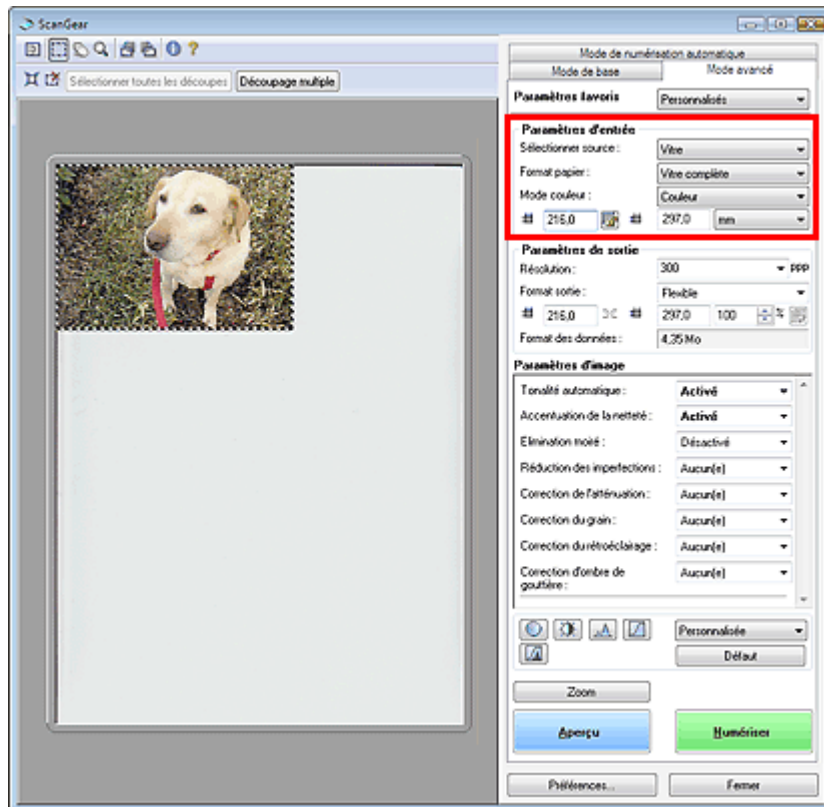 ScanGear
Sélectionner toutes les découpes Découpage multiple
Mode de numérisation automatique
Mode de base Mode avancé
Paramètres favoris Personnalisés
Paramètres d'entrée
Sélectionner source : Vitre
Format papier : Vitre complète
Mode couleur : Couleur
216,0 297,0 mm
Paramètres de sortie
Résolution : 300 PPP
Format sortie : Flexible
216,0 297,0 100 %
Format des données : 4,35 Mo
Paramètres d'image
Tonalité automatique : Activé
Accentuation de la netteté : Activé
Elimination moiré : Désactivé
Réduction des imperfections : Aucun(e)
Correction de l'atténuation : Aucun(e)
Correction du grain : Aucun(e)
Correction du rétroéclairage : Aucun(e)
Correction d'ombre de
gouttière : Aucun(e)
Personnalisée
Défaut
Zoom
Aperçu Numériser
Préférences... Fermer